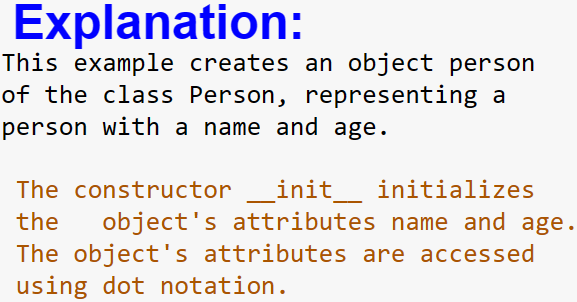 Explanation:
This example creates an object person
of the class Person, representing a
person with a name and age.
The constructor __init__ initializes
the   object's attributes name and age.
The object's attributes are accessed
using dot notation.